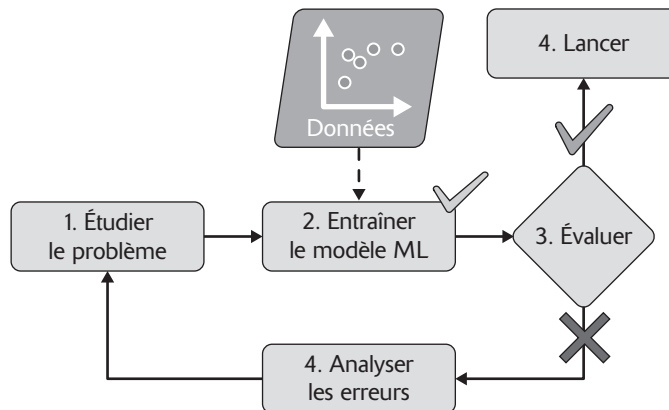 4. Lancer
Données
1. Étudier
le problème
2. Entraîner
le modèle ML
3. Évaluer
4. Analyser
les erreurs